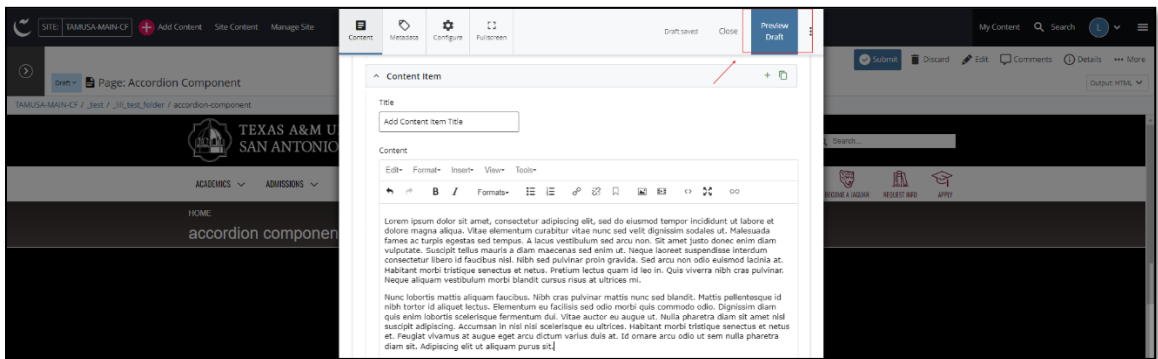 SITE: TAMUSA-MAIN-CF Add Content Site Content Manage Site
Content Metadata Configure Fullscreen Draft saved Close Preview Draft
My Content Search L
Draft Page: Accordion Component
Submit Discard Edit Comments Details More
TAMUSA-MAIN-CF / _test / _lili_test_folder / accordion-component
Output: HTML
TEXAS A&M U
SAN ANTONIO
Search...
ACADEMICS ADMISSIONS
BECOME A JAGUAR REQUEST INFO APPLY
HOME
accordion componen
Content Item
Title
Add Content Item Title
Content
Edit Format Insert View Tools
B I Formats
Lorem ipsum dolor sit amet, consectetur adipiscing elit, sed do eiusmod tempor incididunt ut labore et
dolore magna aliqua. Vitae elementum curabitur vitae nunc sed velit dignissim sodales ut. Malesuada
fames ac turpis egestas sed tempus. A lacus vestibulum sed arcu non. Sit amet justo donec enim diam
vulputate. Suscipit tellus mauris a diam maecenas sed enim ut. Neque laoreet suspendisse interdum
consectetur libero id faucibus nisl. Nibh sed pulvinar proin gravida. Sed arcu non odio euismod lacinia at.
Habitant morbi tristique senectus et netus. Pretium lectus quam id leo in. Quis viverra nibh cras pulvinar.
Neque aliquam vestibulum morbi blandit cursus risus at ultrices mi.
Nunc lobortis mattis aliquam faucibus. Nibh cras pulvinar mattis nunc sed blandit. Mattis pellentesque id
nibh tortor id aliquet lectus. Elementum eu facilisis sed odio morbi quis commodo odio. Dignissim diam
quis enim lobortis scelerisque fermentum dui. Vitae auctor eu augue ut. Nulla pharetra diam sit amet nisl
suscipit adipiscing. Accumsan in nisl nisi scelerisque eu ultrices. Habitant morbi tristique senectus et netus
et. Feugiat vivamus at augue eget arcu dictum varius duis at. Id ornare arcu odio ut sem nulla pharetra
diam sit. Adipiscing elit ut aliquam purus sit.